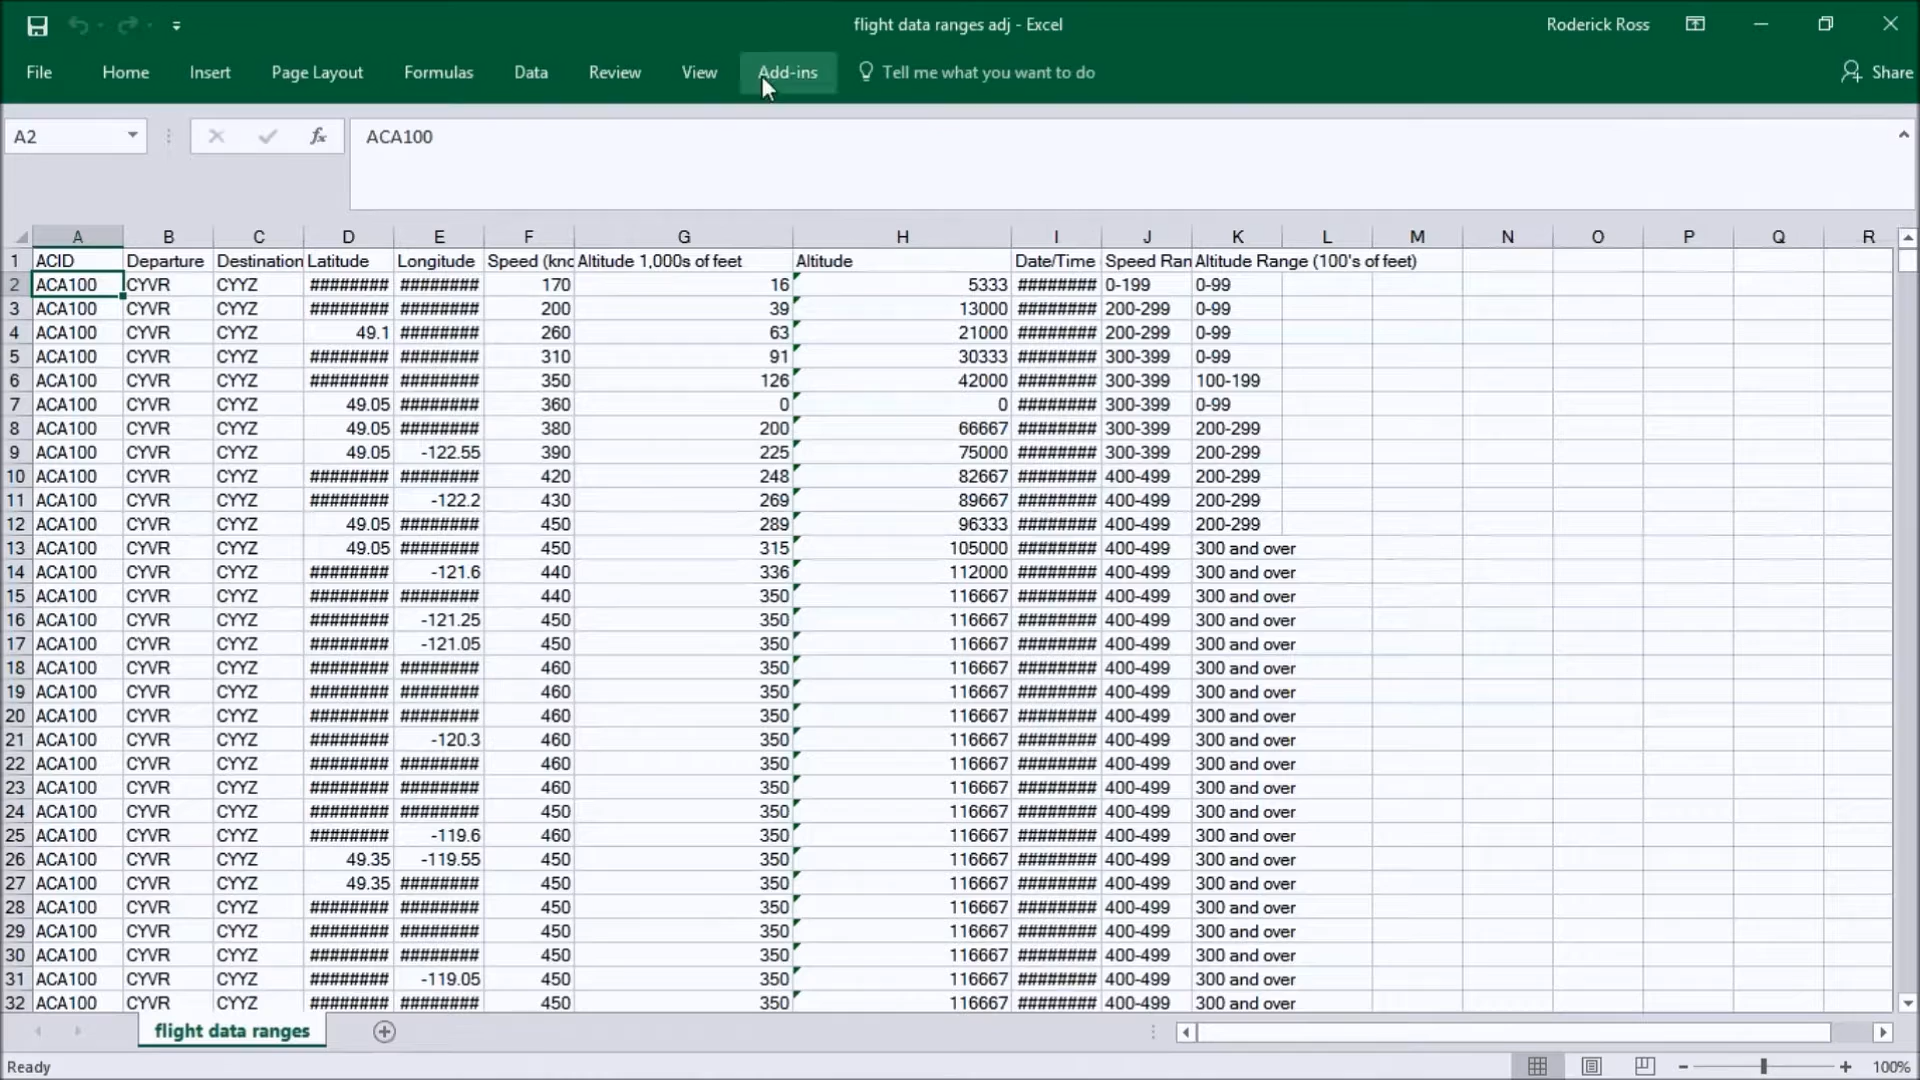 flight data ranges adj - Excel
Roderick Ross
File Home Insert Page Layout Formulas Data Review View Add-ins Tell me what you want to do Share
A2 fx ACA100
A B C D E F G H I J K L M N O P Q R
1 ACID Departure Destination Latitude Longitude Speed (knc Altitude 1,000s of feet Altitude Date/Time Speed Ran Altitude Range (100's of feet)
2 ACA100 CYVR CYYZ ######## ######## 170 16 5333 ######## 0-199 0-99
3 ACA100 CYVR CYYZ ######## ######## 200 39 13000 ######## 200-299 0-99
4 ACA100 CYVR CYYZ 49.1 ######## 260 63 21000 ######## 200-299 0-99
5 ACA100 CYVR CYYZ ######## ######## 310 91 30333 ######## 300-399 0-99
6 ACA100 CYVR CYYZ ######## ######## 350 126 42000 ######## 300-399 100-199
7 ACA100 CYVR CYYZ 49.05 ######## 360 0 0 ######## 300-399 0-99
8 ACA100 CYVR CYYZ 49.05 ######## 380 200 66667 ######## 300-399 200-299
9 ACA100 CYVR CYYZ 49.05 -122.55 390 225 75000 ######## 300-399 200-299
10 ACA100 CYVR CYYZ ######## ######## 420 248 82667 ######## 400-499 200-299
11 ACA100 CYVR CYYZ ######## -122.2 430 269 89667 ######## 400-499 200-299
12 ACA100 CYVR CYYZ 49.05 ######## 450 289 96333 ######## 400-499 200-299
13 ACA100 CYVR CYYZ 49.05 ######## 450 315 105000 ######## 400-499 300 and over
14 ACA100 CYVR CYYZ ######## -121.6 440 336 112000 ######## 400-499 300 and over
15 ACA100 CYVR CYYZ ######## ######## 440 350 116667 ######## 400-499 300 and over
16 ACA100 CYVR CYYZ ######## -121.25 450 350 116667 ######## 400-499 300 and over
17 ACA100 CYVR CYYZ ######## -121.05 450 350 116667 ######## 400-499 300 and over
18 ACA100 CYVR CYYZ ######## ######## 460 350 116667 ######## 400-499 300 and over
19 ACA100 CYVR CYYZ ######## ######## 460 350 116667 ######## 400-499 300 and over
20 ACA100 CYVR CYYZ ######## ######## 460 350 116667 ######## 400-499 300 and over
21 ACA100 CYVR CYYZ ######## -120.3 460 350 116667 ######## 400-499 300 and over
22 ACA100 CYVR CYYZ ######## ######## 460 350 116667 ######## 400-499 300 and over
23 ACA100 CYVR CYYZ ######## ######## 460 350 116667 ######## 400-499 300 and over
24 ACA100 CYVR CYYZ ######## ######## 450 350 116667 ######## 400-499 300 and over
25 ACA100 CYVR CYYZ ######## -119.6 460 350 116667 ######## 400-499 300 and over
26 ACA100 CYVR CYYZ 49.35 -119.55 450 350 116667 ######## 400-499 300 and over
27 ACA100 CYVR CYYZ 49.35 ######## 450 350 116667 ######## 400-499 300 and over
28 ACA100 CYVR CYYZ ######## ######## 450 350 116667 ######## 400-499 300 and over
29 ACA100 CYVR CYYZ ######## ######## 450 350 116667 ######## 400-499 300 and over
30 ACA100 CYVR CYYZ ######## ######## 450 350 116667 ######## 400-499 300 and over
31 ACA100 CYVR CYYZ ######## -119.05 450 350 116667 ######## 400-499 300 and over
32 ACA100 CYVR CYYZ ######## ######## 450 350 116667 ######## 400-499 300 and over
flight data ranges
Ready 100%